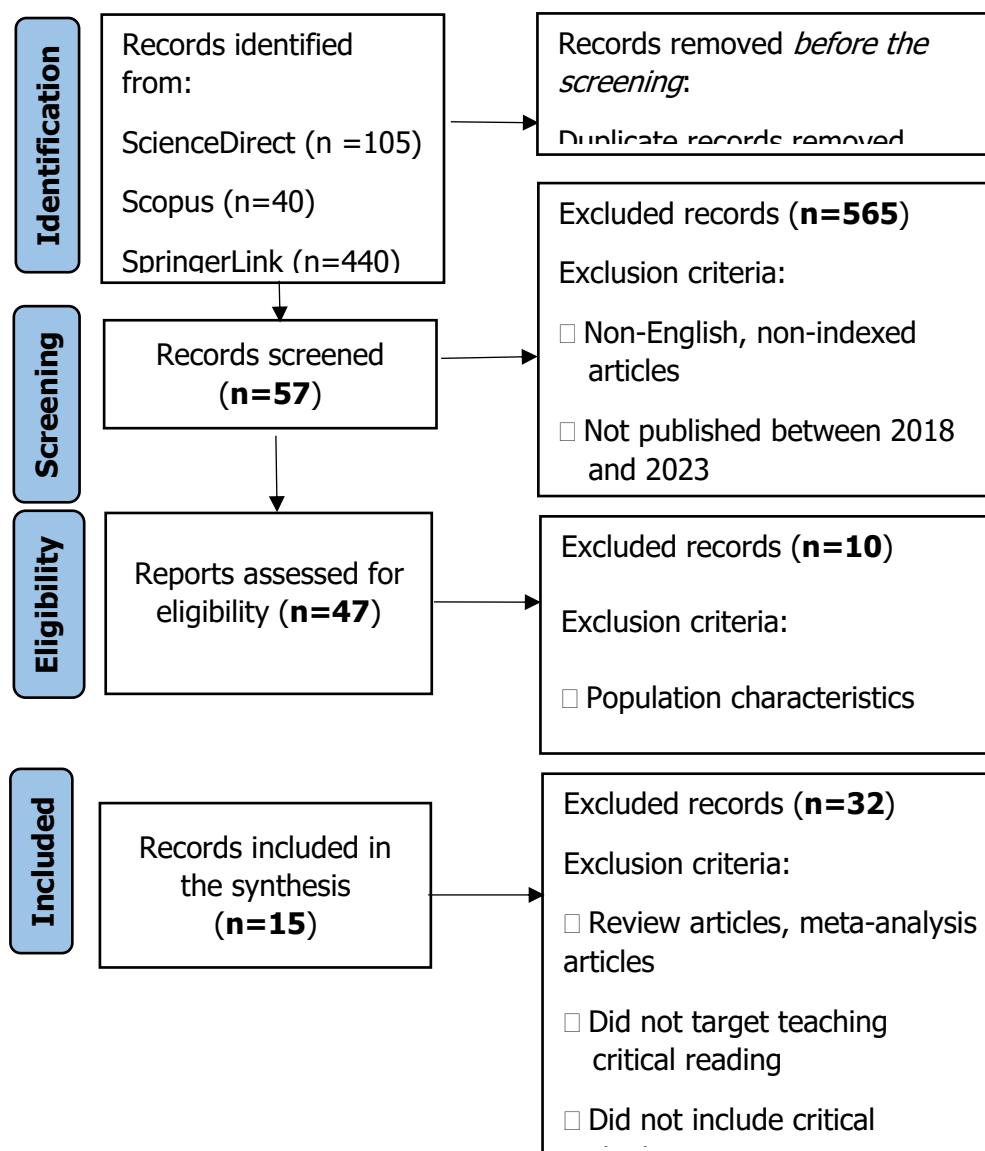 Identification
Records identified
from:
ScienceDirect (n =105)
Scopus (n=40)
SpringerLink (n=440)
Records removed before the
screening:
Duplicate records removed
Screening
Records screened
(n=57)
Excluded records (n=565)
Exclusion criteria:
Non-English, non-indexed
articles
Not published between 2018
and 2023
Eligibility
Reports assessed for
eligibility (n=47)
Excluded records (n=10)
Exclusion criteria:
Population characteristics
Included
Records included in
the synthesis
(n=15)
Excluded records (n=32)
Exclusion criteria:
Review articles, meta-analysis
articles
Did not target teaching
critical reading
Did not include critical